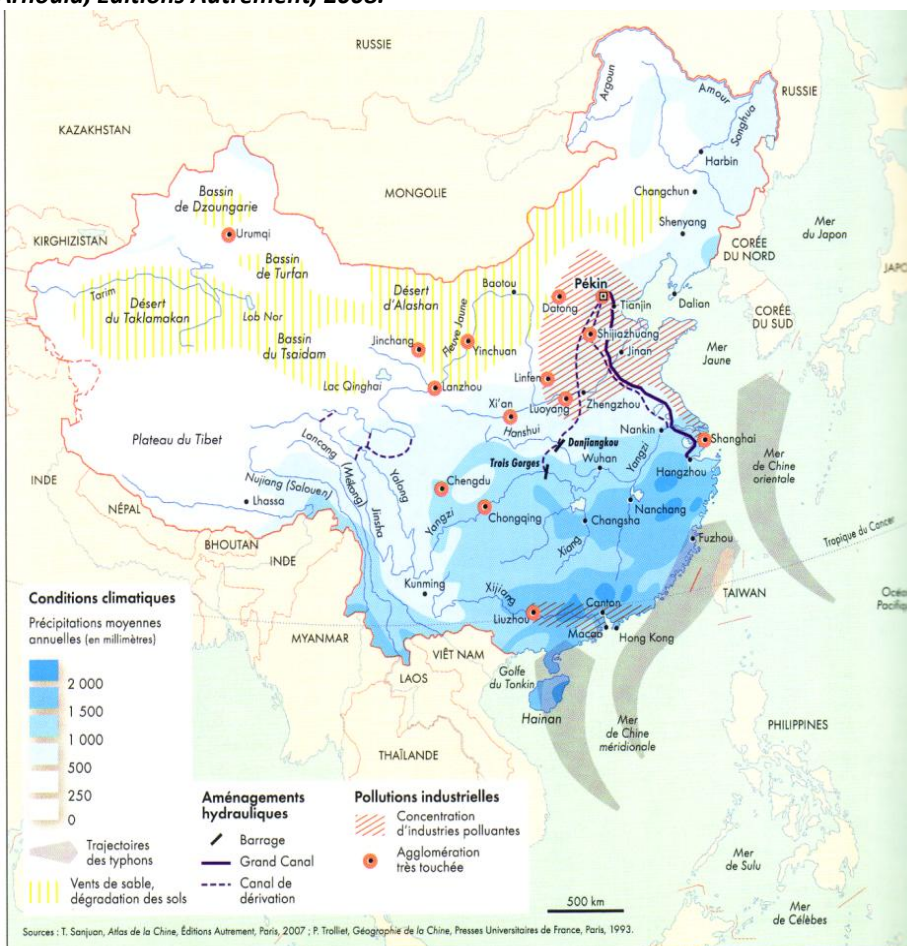 Arnould, Editions Autrement, 2008.
RUSSIE
RUSSIE
KAZAKHSTAN
MONGOLIE
KIRGHIZISTAN
Argoun
Amour
Songhua
Harbin
Changchun
Shenyang
Mer
du Japon
CORÉE
DU NORD
CORÉE
DU SUD
Bassin
de Dzoungarie
Urumqi
Bassin
de Turfan
Tarim
Désert
du Taklamakan
Lob Nor
Bassin
du Tsaidam
Désert
d'Alashan
Baotou
Fleuve Jaune
Jinchang
Yinchuan
Lac Qinghai
Lanzhou
Pékin
Datong
Tianjin
Dalian
Shijiazhuang
Jinan
Mer
Jaune
Linfen
Luoyang
Zhengzhou
Xi'an
Hanshui
Danjiangkou
Nankin
Shanghai
Hangzhou
Mer
de Chine
orientale
Plateau du Tibet
Lancang
(Mékong)
Yalong
Jinsha
Nujiang (Salouen)
Lhassa
Trois Gorges
Wuhan
Yangzi
Chengdu
Chongqing
Yangzi
Nanchang
Changsha
Xiang
Fuzhou
Tropique du Cancer
TAIWAN
Océ
Pacifiq
INDE
NÉPAL
BHOUTAN
INDE
Kunming
Xijiang
Liuzhou
Canton
Macao
Hong Kong
MYANMAR
VIÊT NAM
LAOS
Golfe
du Tonkin
Hainan
Mer
de Chine
méridionale
THAÏLANDE
PHILIPPINES
Mer
de Sulu
Mer
de Célèbes
JAPO
Conditions climatiques
Précipitations moyennes
annuelles (en millimètres)
2 000
1 500
1 000
500
250
0
Trajectoires
des typhons
Vents de sable,
dégradation des sols
Aménagements
hydrauliques
Barrage
Grand Canal
Canal de
dérivation
Pollutions industrielles
Concentration
d'industries polluantes
Agglomération
très touchée
500 km
Sources : T. Sanjuan, Atlas de la Chine, Éditions Autrement, Paris, 2007 ; P. Trolliet, Géographie de la Chine, Presses Universitaires de France, Paris, 1993.